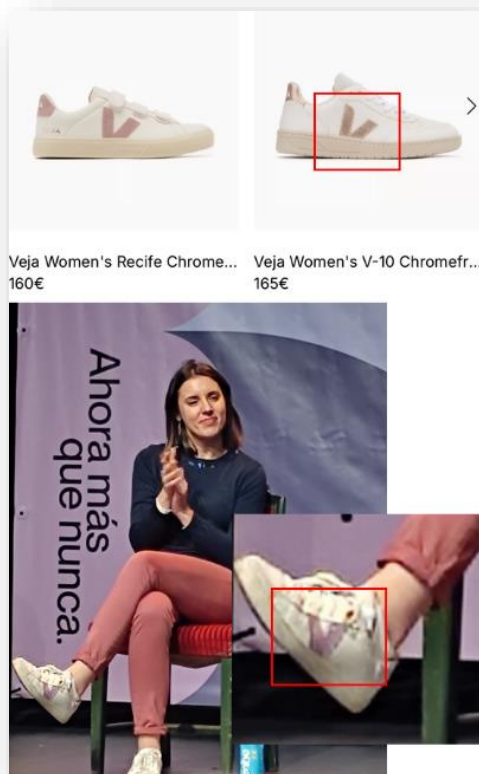 Veja Women's Recife Chrome...
160€
Veja Women's V-10 Chromefr...
165€
Ahora más
que nunca.